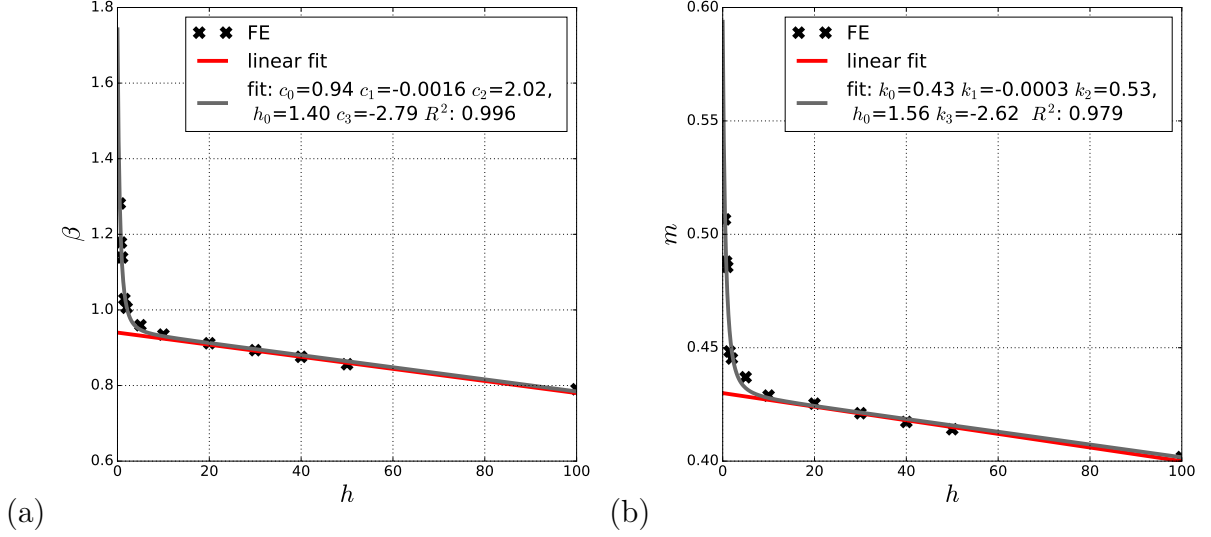 FE
linear fit
fit: c₀=0.94 c₁=-0.0016 c₂=2.02,
h₀=1.40 c₃=-2.79 R²: 0.996
1.8
1.6
1.4
1.2
1.0
0.8
0.6
β
0 20 40 60 80 100
h
(a)
FE
linear fit
fit: k₀=0.43 k₁=-0.0003 k₂=0.53,
h₀=1.56 k₃=-2.62 R²: 0.979
0.60
0.55
0.50
0.45
0.40
m
0 20 40 60 80 100
h
(b)